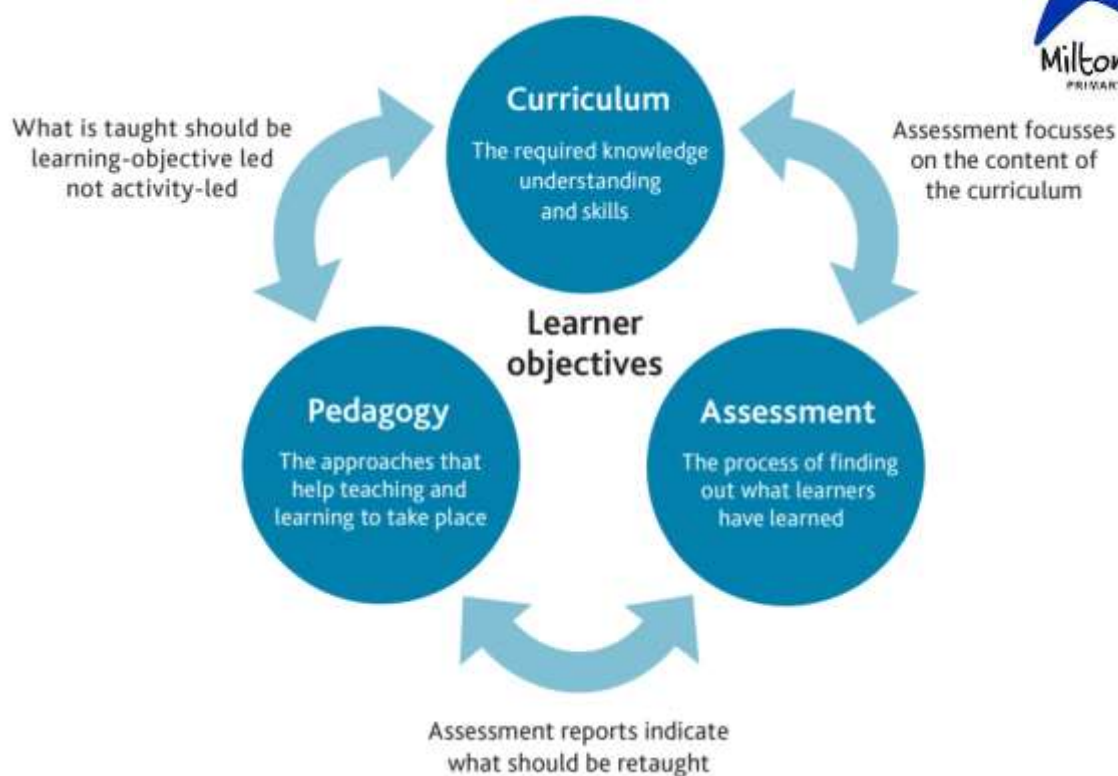 Milton
PRIMARY
Curriculum
The required knowledge
understanding
and skills
What is taught should be
learning-objective led
not activity-led
Assessment focusses
on the content of
the curriculum
Learner
objectives
Pedagogy
The approaches that
help teaching and
learning to take place
Assessment
The process of finding
out what learners
have learned
Assessment reports indicate
what should be retaught